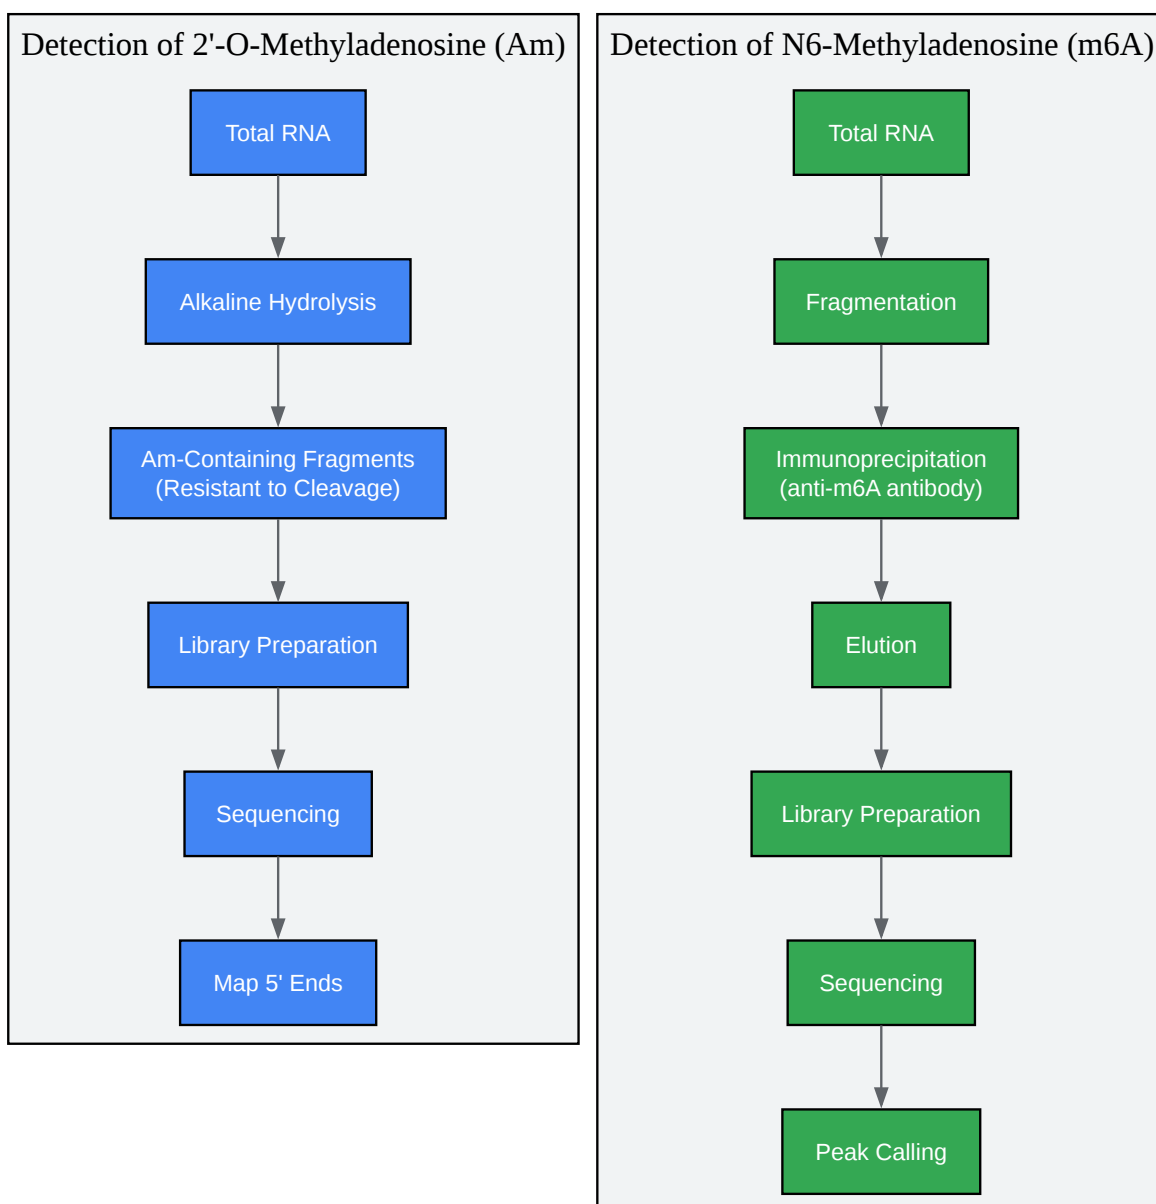 Detection of 2'-O-Methyladenosine (Am)
Total RNA
Alkaline Hydrolysis
Am-Containing Fragments
(Resistant to Cleavage)
Library Preparation
Sequencing
Map 5' Ends
Detection of N6-Methyladenosine (m6A)
Total RNA
Fragmentation
Immunoprecipitation
(anti-m6A antibody)
Elution
Library Preparation
Sequencing
Peak Calling